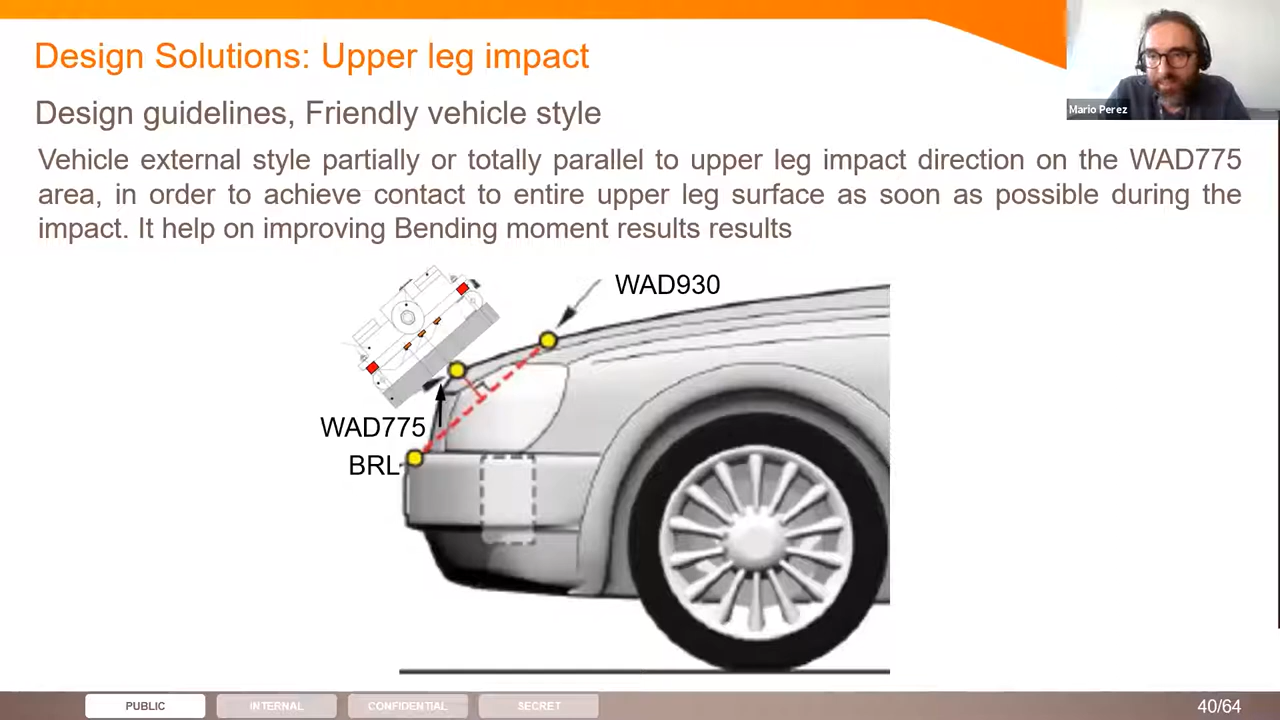 Design Solutions: Upper leg impact
Mario Perez
Design guidelines, Friendly vehicle style
Vehicle external style partially or totally parallel to upper leg impact direction on the WAD775
area, in order to achieve contact to entire upper leg surface as soon as possible during the
impact. It help on improving Bending moment results results
WAD930
WAD775
BRL
PUBLIC
INTERNAL
CONFIDENTIAL
SECRET
40/64